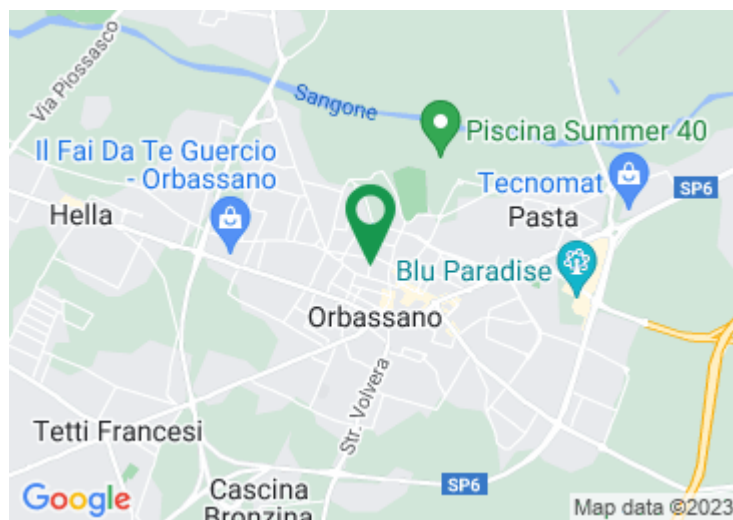 Via Piossasco
Sangone
Piscina Summer 40
Il Fai Da Te Guercio
- Orbassano
Tecnomat
SP6
Hella
Pasta
Blu Paradise
Orbassano
Str. Volvera
Tetti Francesi
SP6
Cascina
Bronzina
Google
Map data ©2023